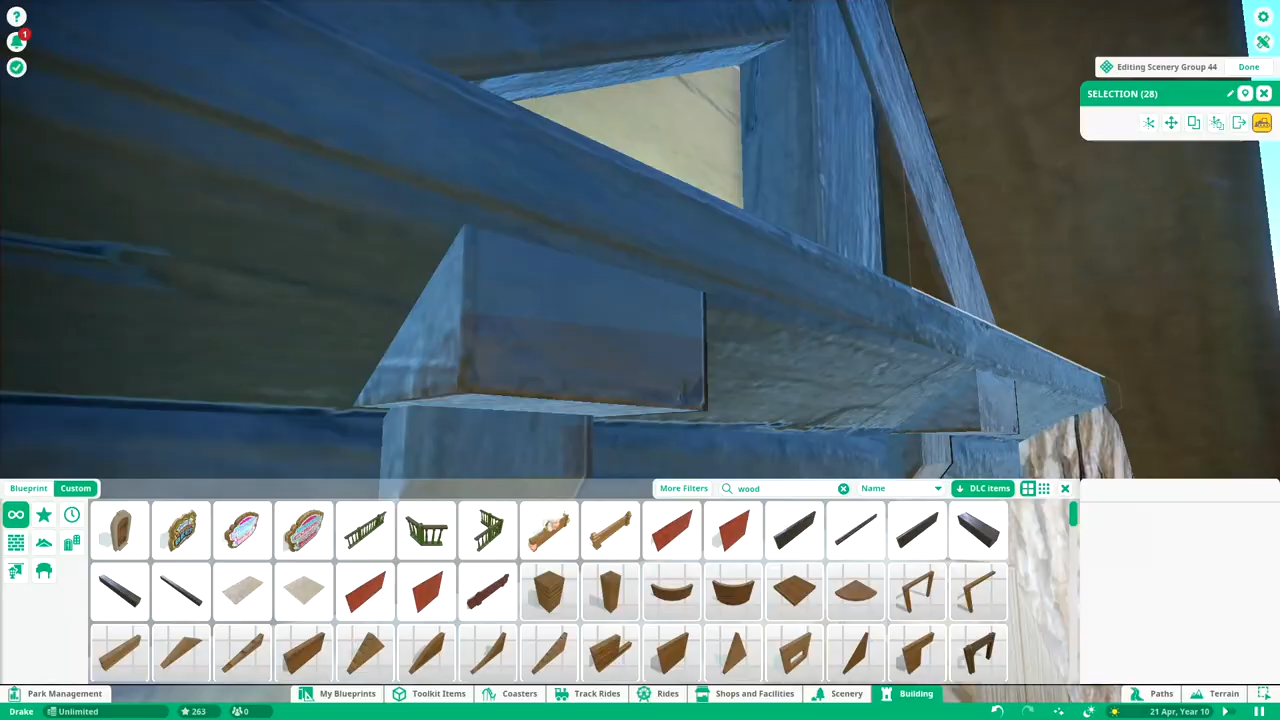 ?
1
Editing Scenery Group 44 Done
SELECTION (28)
Blueprint Custom More Filters wood Name DLC items
Park Management My Blueprints Toolkit Items Coasters Track Rides Rides Shops and Facilities Scenery Building Paths Terrain
Drake Unlimited 263 0 21 Apr, Year 10